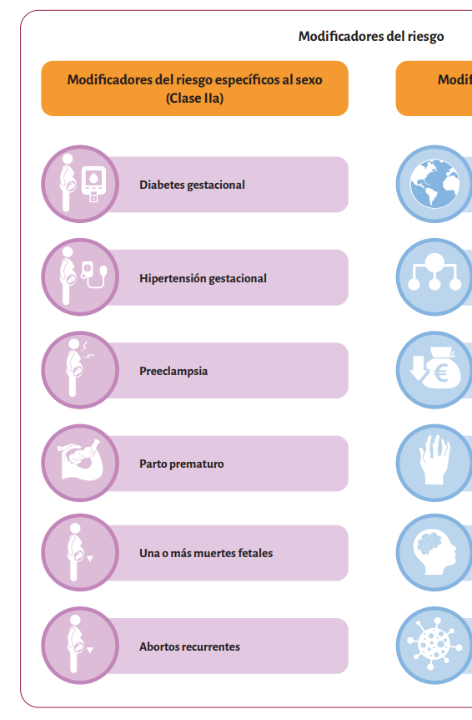 Modificadores del riesgo
Modificadores del riesgo específicos al sexo
(Clase IIa)
Diabetes gestacional
Hipertensión gestacional
Preeclampsia
Parto prematuro
Una o más muertes fetales
Abortos recurrentes
€